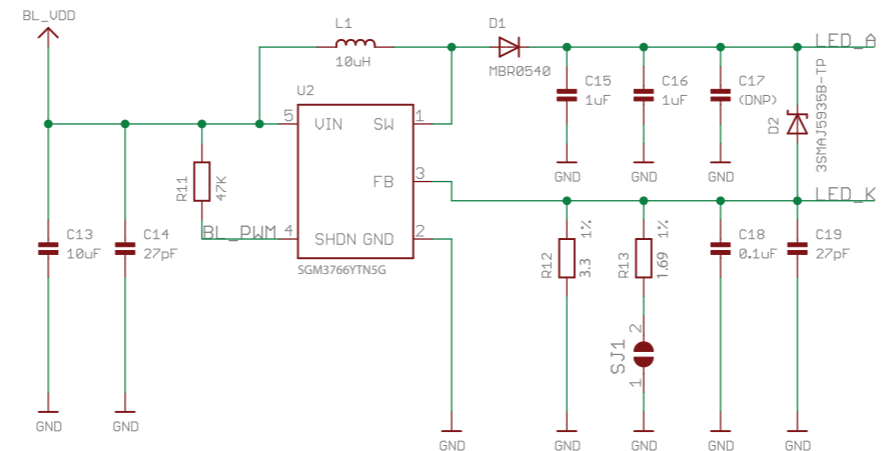 BL_VDD
L1
10uH
D1
MBR0540
LED_A
C15
1uF
C16
1uF
C17
(DNP)
D2
3SMAJ5935B-TP
GND
GND
GND
U2
5
VIN
SW
1
FB
3
4
SHDN
GND
2
SGM3766YTN5G
R11
47K
BL_PWM
LED_K
C13
10uF
C14
27pF
R12
3.3
1%
R13
1.69
1%
C18
0.1uF
C19
27pF
SJ1
2
1
GND
GND
GND
GND
GND
GND
GND